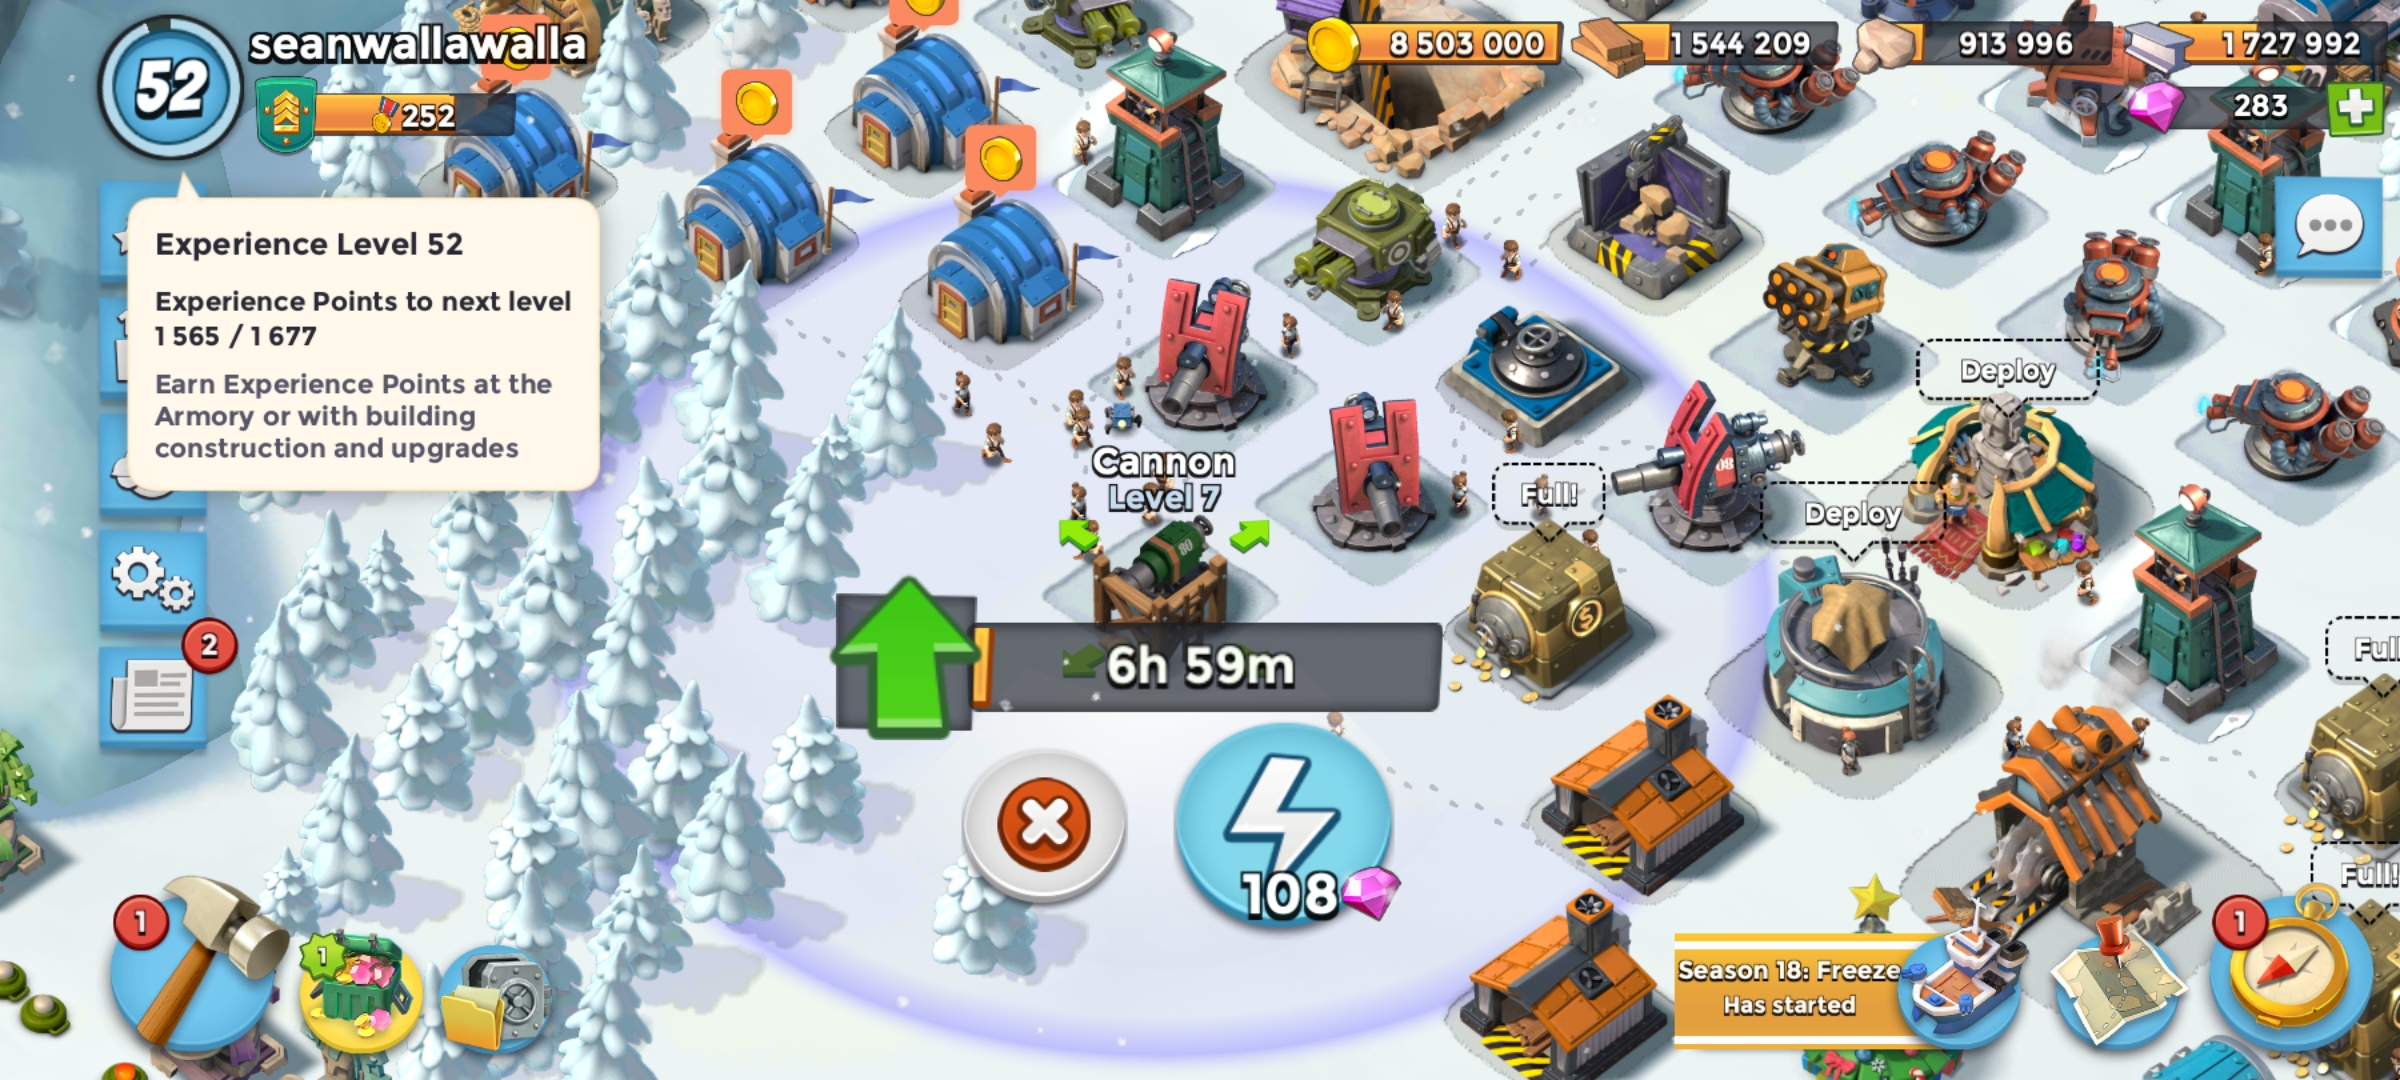 52
seanwallawalla
252
8 503 000
1 544 209
913 996
1 727 992
283
Experience Level 52
Experience Points to next level
1 565 / 1 677
Earn Experience Points at the
Armory or with building
construction and upgrades
Deploy
Cannon
Level 7
Full!
Deploy
80
08
2
6h 59m
108
Full!
1
1
1
Season 18: Freeze
Has started